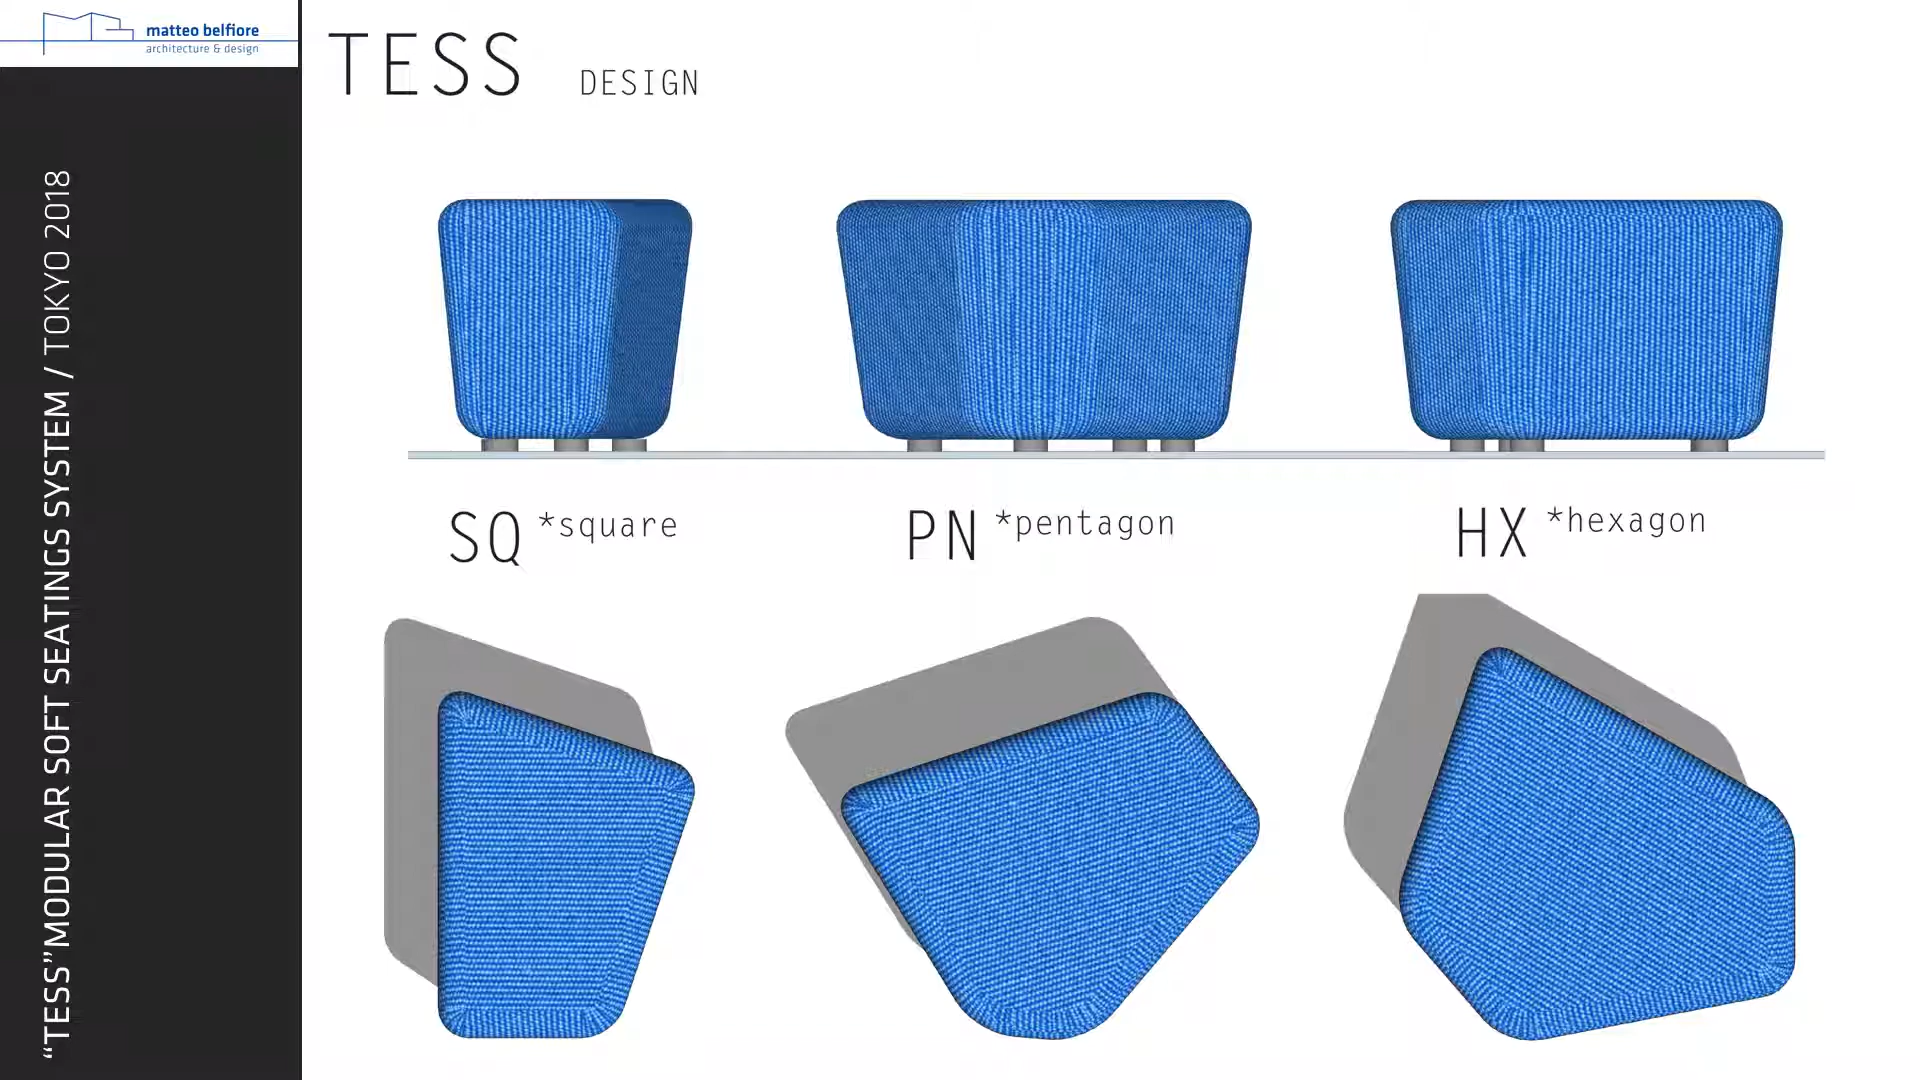 matteo belfiore
architecture & design
TESS DESIGN
“TESS”MODULAR SOFT SEATINGS SYSTEM / TOKYO 2018
SQ *square
PN *pentagon
HX *hexagon